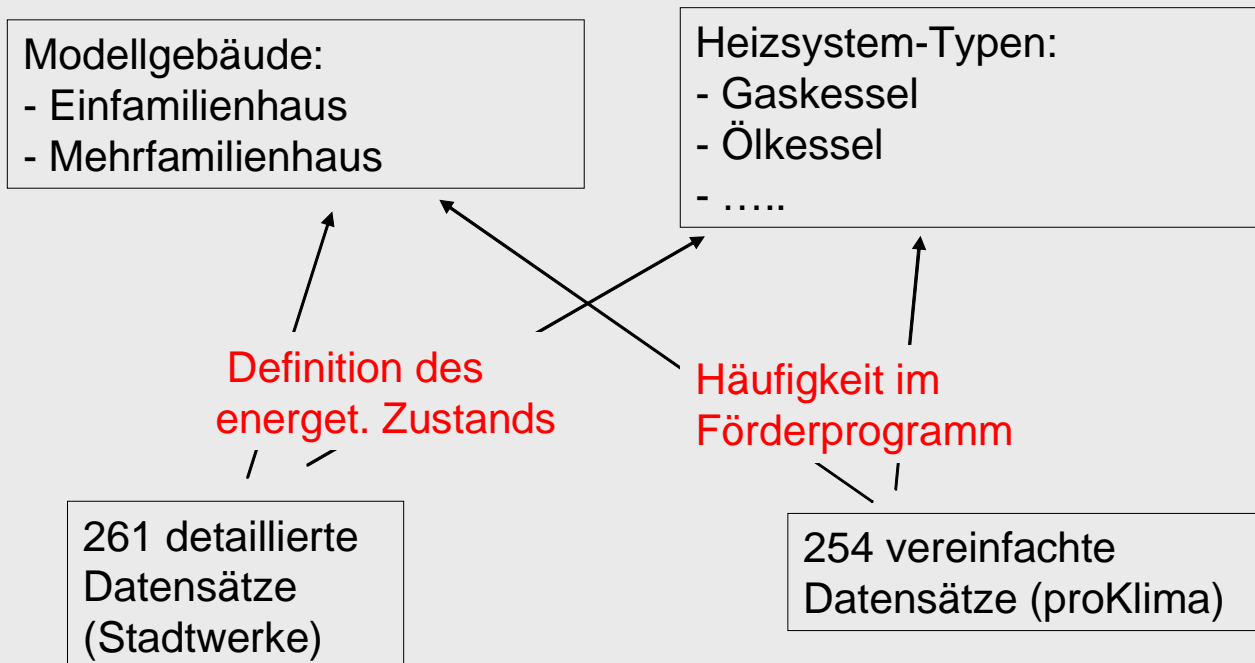 Modellgebäude:
- Einfamilienhaus
- Mehrfamilienhaus
Heizsystem-Typen:
- Gaskessel
- Ölkessel
- …..
Definition des
energet. Zustands
Häufigkeit im
Förderprogramm
261 detaillierte
Datensätze
(Stadtwerke)
254 vereinfachte
Datensätze (proKlima)